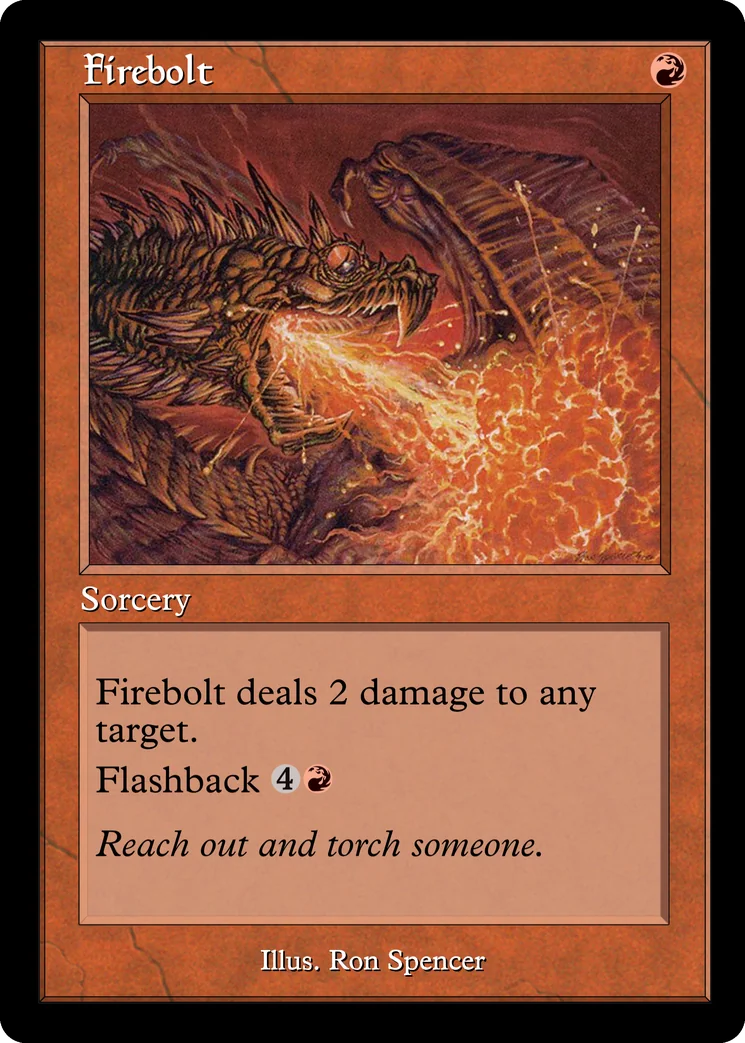 Firebolt
Sorcery
Firebolt deals 2 damage to any
target.
Flashback 4
Reach out and torch someone.
Illus. Ron Spencer